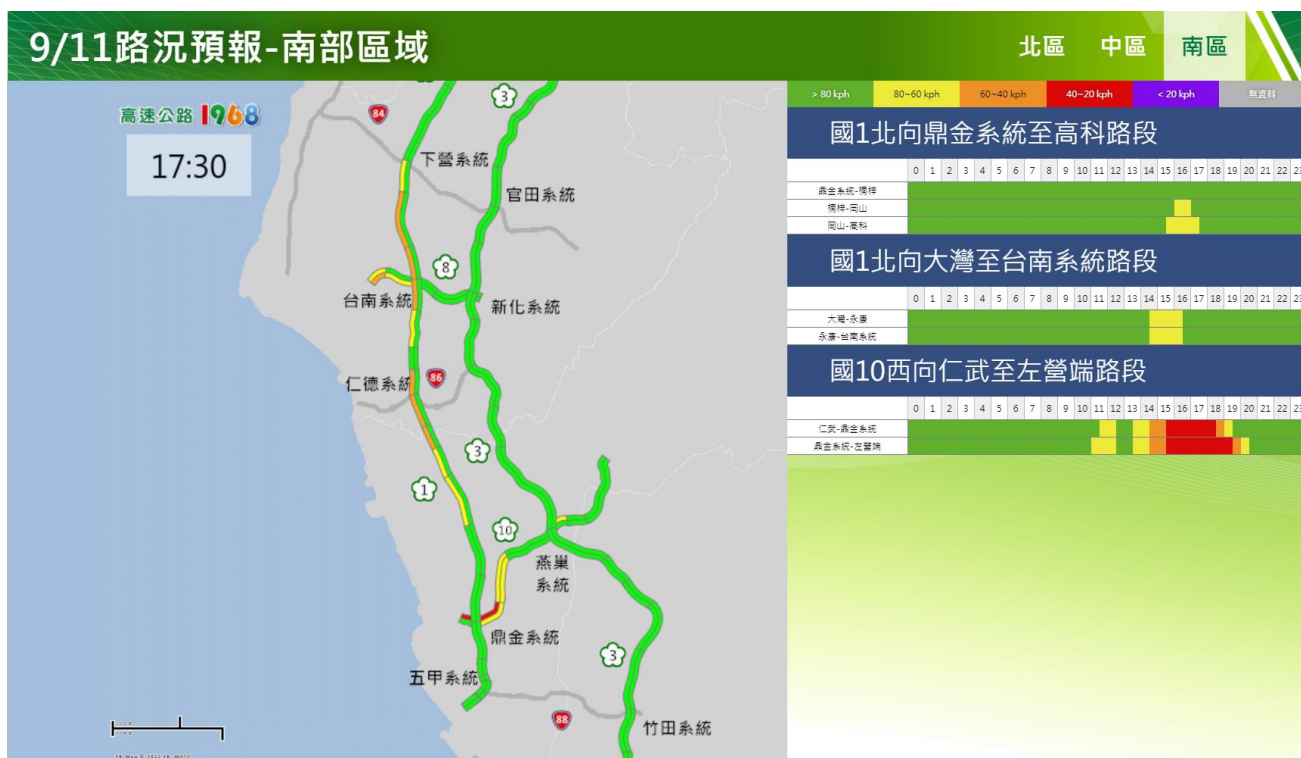 9/11路況預報-南部區域
北區 中區 南區
高速公路 1968
17:30
3
84
下營系統
官田系統
8
台南系統
新化系統
仁德系統
86
3
1
10
燕巢
系統
鼎金系統
3
五甲系統
88
竹田系統
> 80 kph 80~60 kph 60~40 kph 40~20 kph < 20 kph 無資料
國1北向鼎金系統至高科路段
0 1 2 3 4 5 6 7 8 9 10 11 12 13 14 15 16 17 18 19 20 21 22 23
鼎金系統-楠梓
楠梓-岡山
岡山-高科
國1北向大灣至台南系統路段
0 1 2 3 4 5 6 7 8 9 10 11 12 13 14 15 16 17 18 19 20 21 22 23
大灣-永康
永康-台南系統
國10西向仁武至左營端路段
0 1 2 3 4 5 6 7 8 9 10 11 12 13 14 15 16 17 18 19 20 21 22 23
仁武-鼎金系統
鼎金系統-左營端